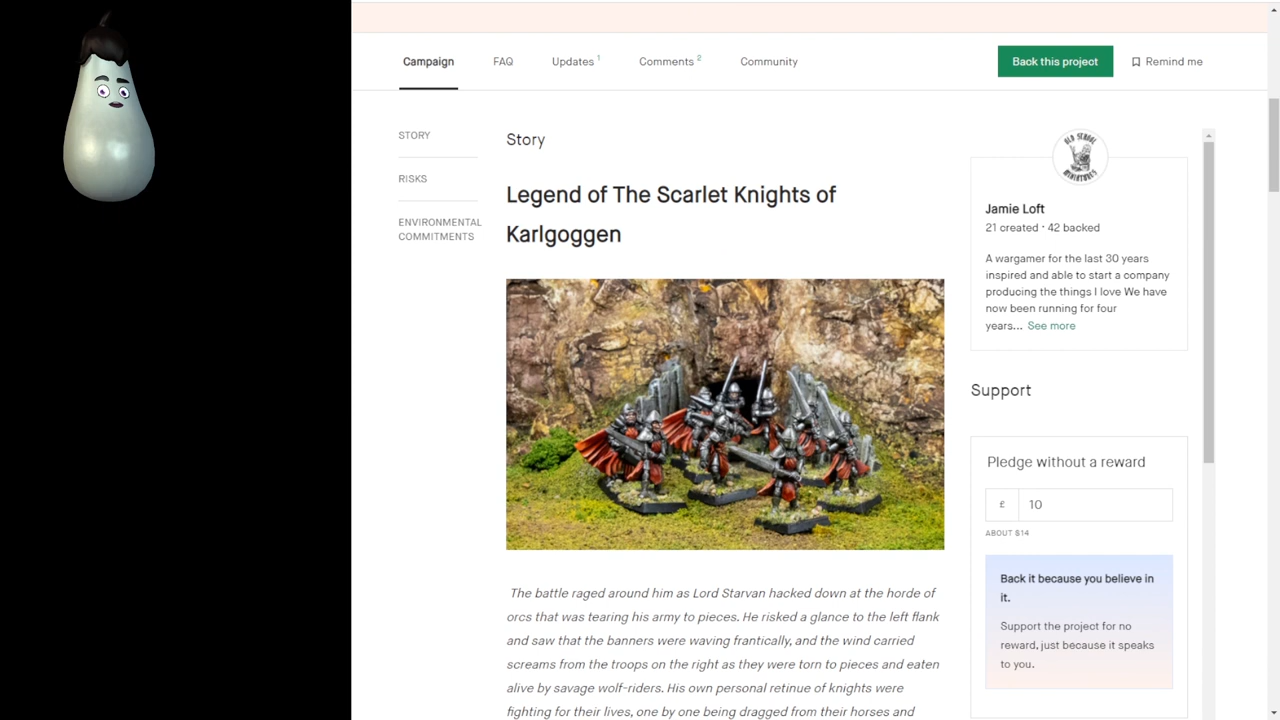 Campaign
FAQ
Updates 1
Comments 2
Community
Back this project
Remind me
STORY
RISKS
ENVIRONMENTAL
COMMITMENTS
Story
Legend of The Scarlet Knights of
Karlgoggen
The battle raged around him as Lord Starvan hacked down at the horde of
orcs that was tearing his army to pieces. He risked a glance to the left flank
and saw that the banners were waving frantically, and the wind carried
screams from the troops on the right as they were torn to pieces and eaten
alive by savage wolf-riders. His own personal retinue of knights were
fighting for their lives, one by one being dragged from their horses and
OLD SCHOOL
MINIATURES
Jamie Loft
21 created · 42 backed
A wargamer for the last 30 years
inspired and able to start a company
producing the things I love We have
now been running for four
years... See more
Support
Pledge without a reward
£ 10
ABOUT $14
Back it because you believe in
it.
Support the project for no
reward, just because it speaks
to you.